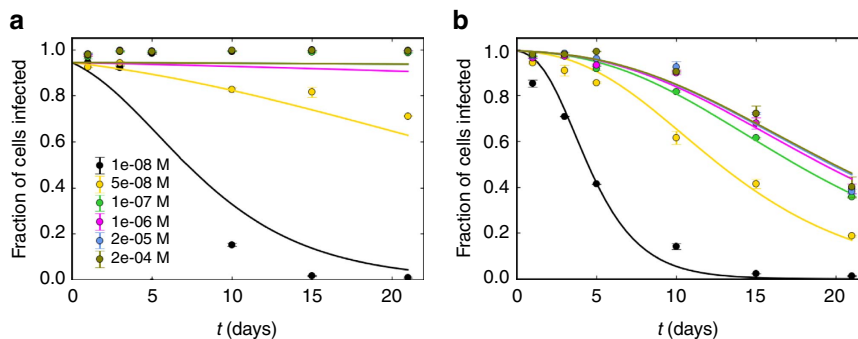 a
Fraction of cells infected
1.0
0.8
0.6
0.4
0.2
0.0
1e-08 M
5e-08 M
1e-07 M
1e-06 M
2e-05 M
2e-04 M
0 5 10 15 20
t (days)
b
Fraction of cells infected
1.0
0.8
0.6
0.4
0.2
0.0
0 5 10 15 20
t (days)